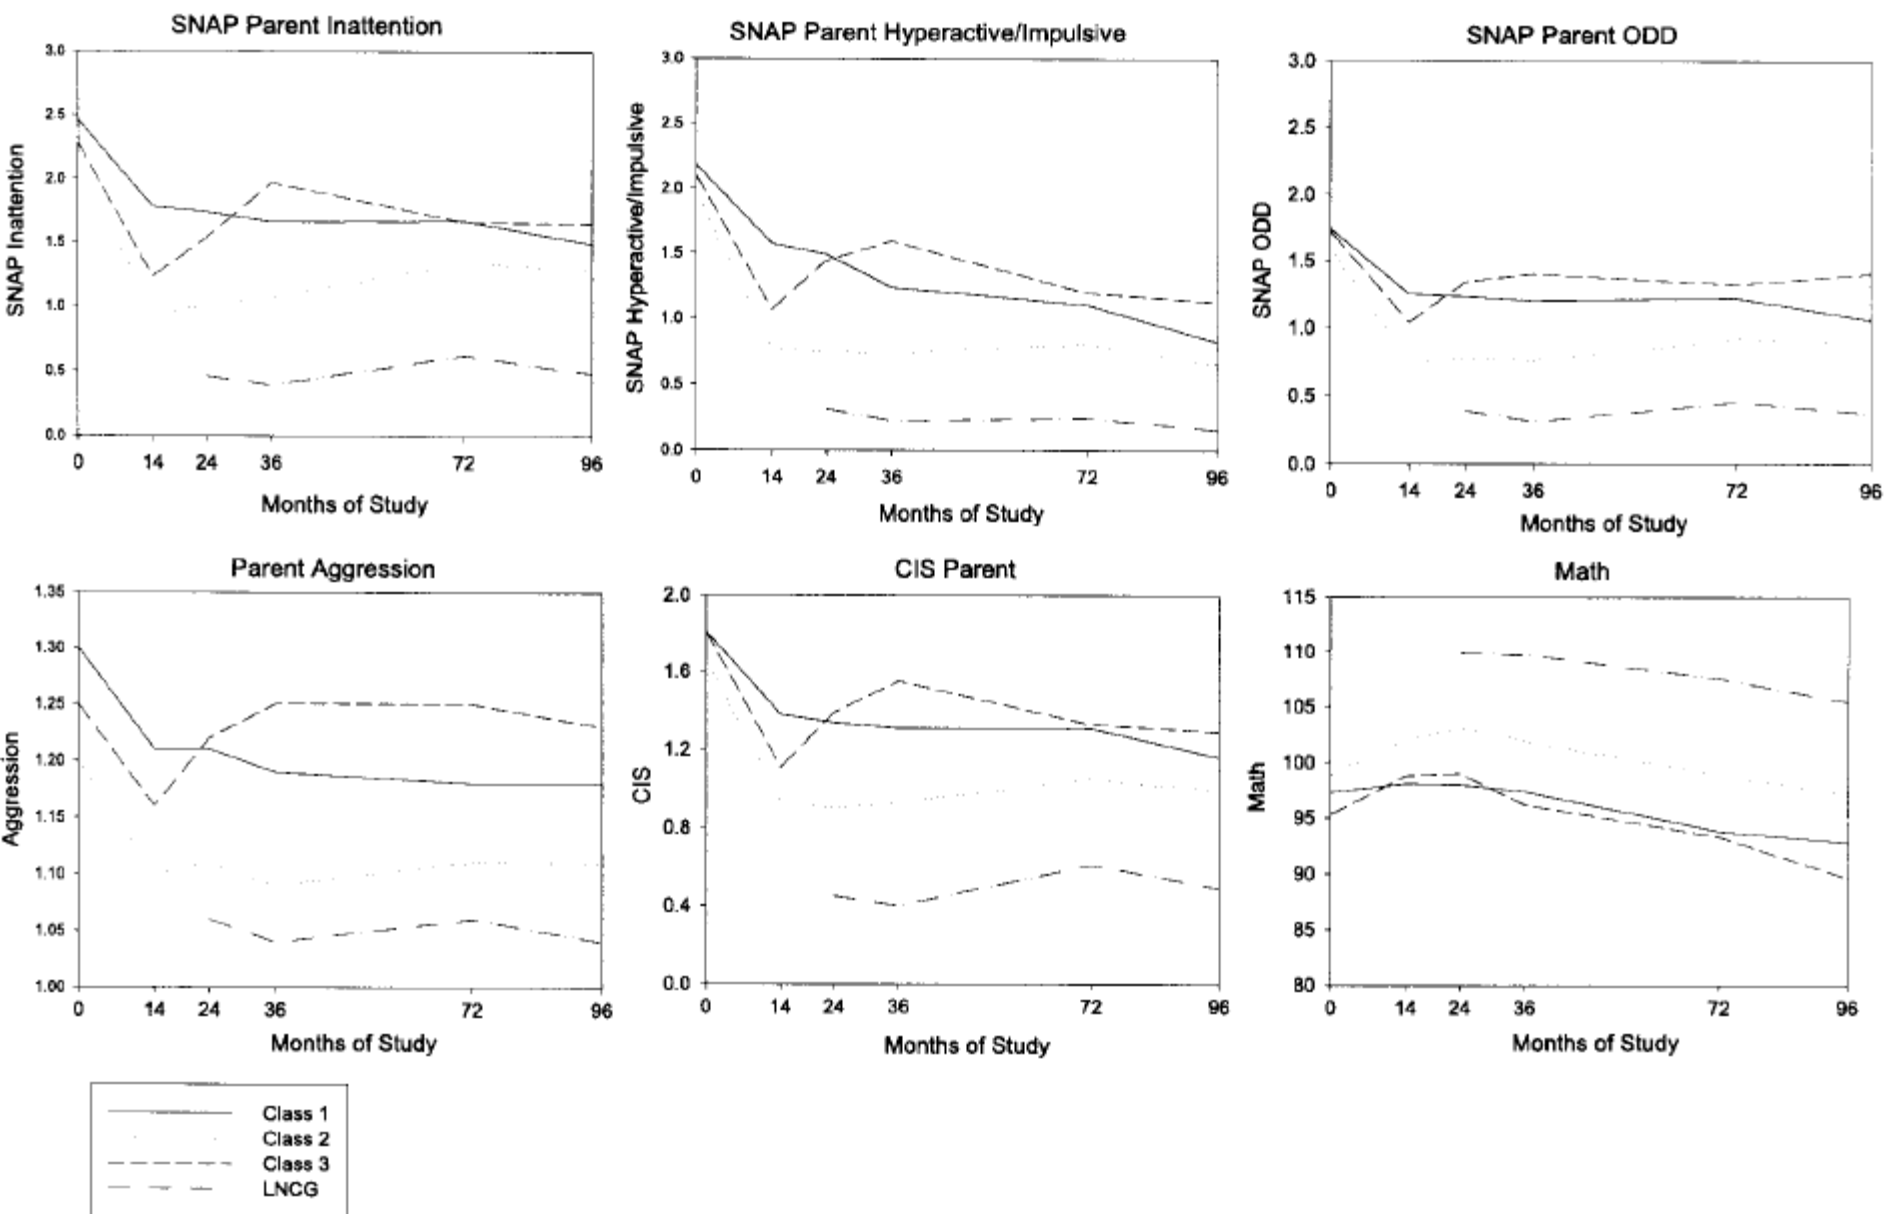 SNAP Parent Inattention
3.0
2.5
2.0
1.5
1.0
0.5
0.0
SNAP Inattention
0 14 24 36 72 96
Months of Study
SNAP Parent Hyperactive/Impulsive
3.0
2.5
2.0
1.5
1.0
0.5
0.0
SNAP Hyperactive/Impulsive
0 14 24 36 72 96
Months of Study
SNAP Parent ODD
3.0
2.5
2.0
1.5
1.0
0.5
0.0
SNAP ODD
0 14 24 36 72 96
Months of Study
Parent Aggression
1.35
1.30
1.25
1.20
1.15
1.10
1.05
1.00
Aggression
0 14 24 36 72 96
Months of Study
CIS Parent
2.0
1.6
1.2
0.8
0.4
0.0
CIS
0 14 24 36 72 96
Months of Study
Math
115
110
105
100
95
90
85
80
Math
0 14 24 36 72 96
Months of Study
Class 1
Class 2
Class 3
LNCG